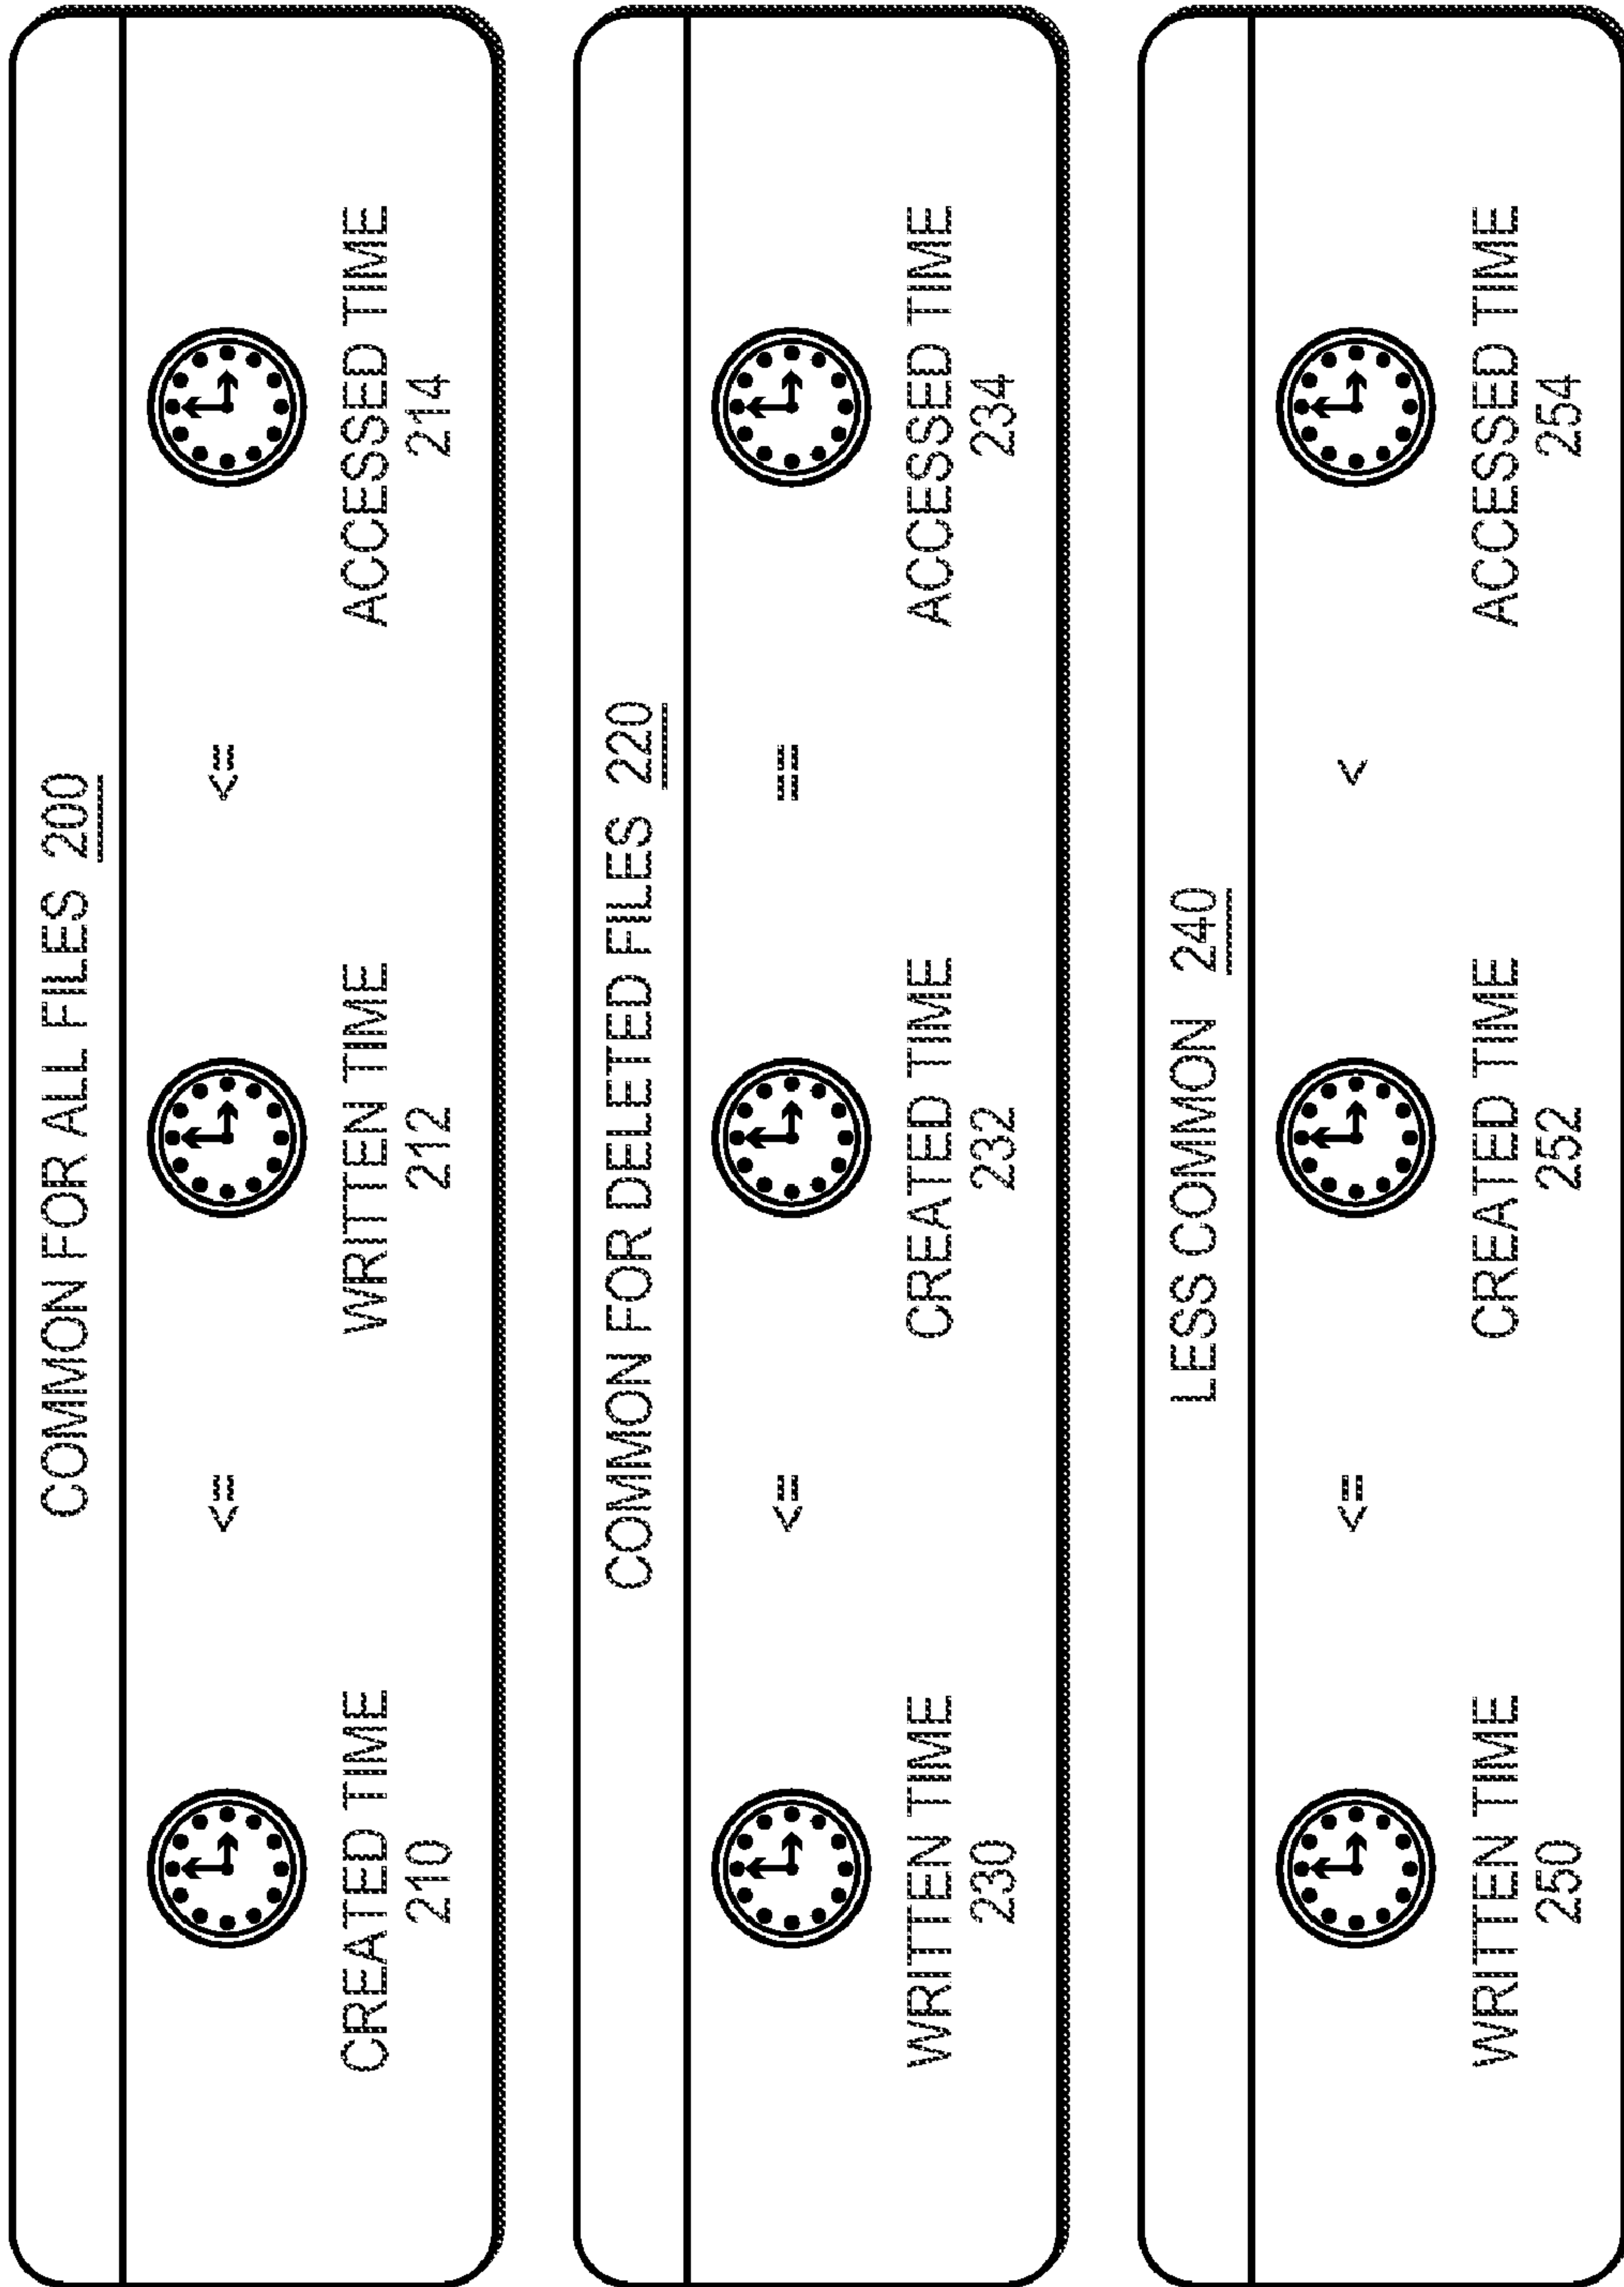 COMMON FOR ALL FILES 200
<= <=
CREATED TIME WRITTEN TIME ACCESSED TIME
210 212 214
COMMON FOR DELETED FILES 220
<= ==
WRITTEN TIME CREATED TIME ACCESSED TIME
230 232 234
LESS COMMON 240
<= <
WRITTEN TIME CREATED TIME ACCESSED TIME
250 252 254